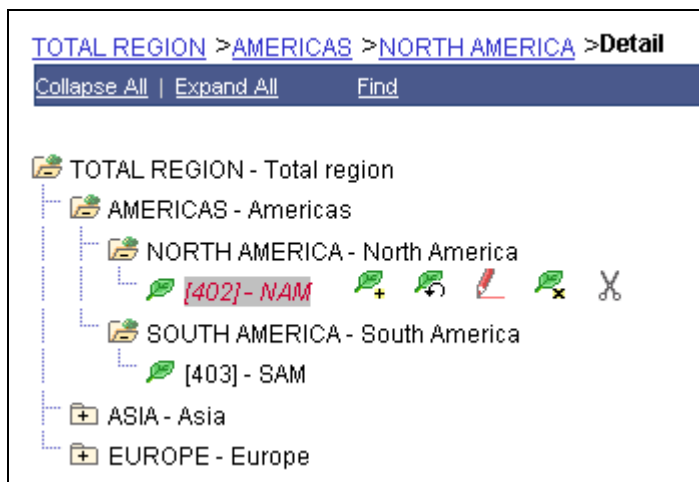 TOTAL REGION >AMERICAS >NORTH AMERICA >Detail
Collapse All | Expand All Find
TOTAL REGION - Total region
AMERICAS - Americas
NORTH AMERICA - North America
[402] - NAM
SOUTH AMERICA - South America
[403] - SAM
ASIA - Asia
EUROPE - Europe